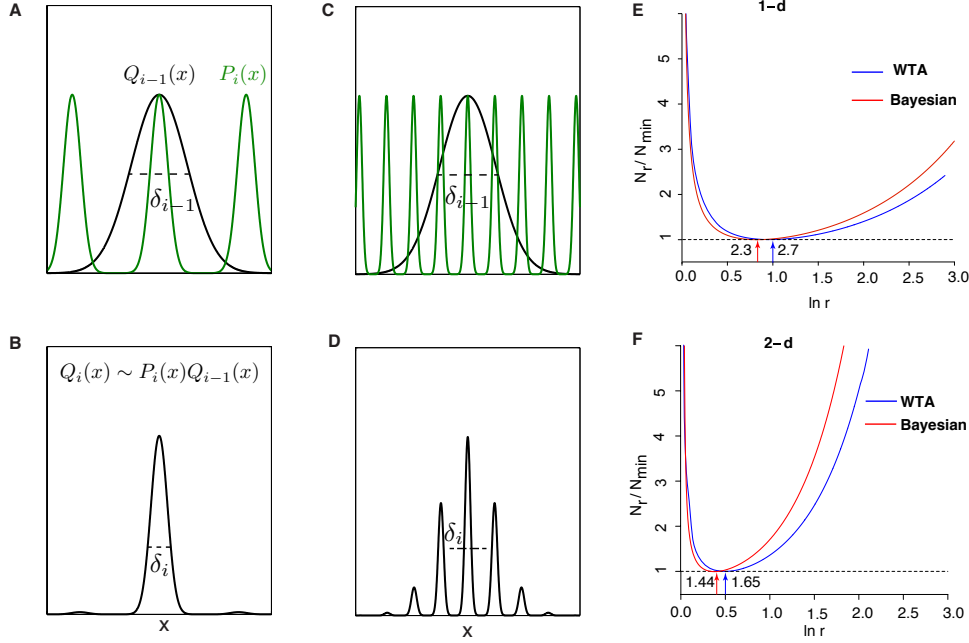 A
Q_{i−1}(x)
P_i(x)
δ_{i−1}
B
Q_i(x) ∼ P_i(x)Q_{i−1}(x)
δ_i
X
C
δ_{i−1}
D
δ_i
X
E
1−d
WTA
Bayesian
N_r / N_min
5
4
3
2
1
2.3
2.7
0.0 0.5 1.0 1.5 2.0 2.5 3.0
ln r
F
2−d
WTA
Bayesian
N_r / N_min
5
4
3
2
1
1.44
1.65
0.0 0.5 1.0 1.5 2.0 2.5 3.0
ln r